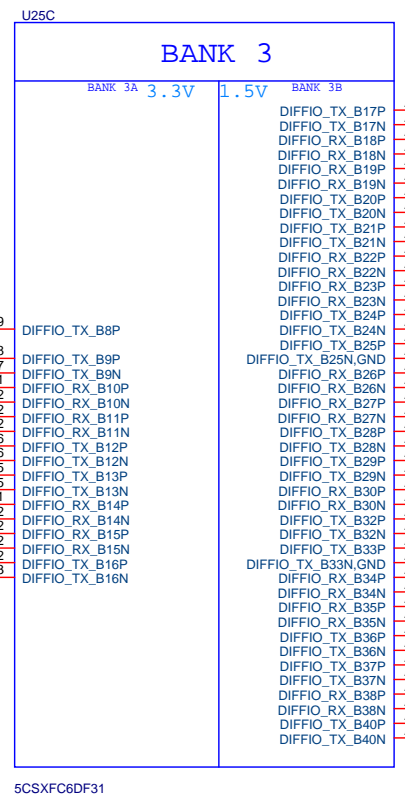 U25C
BANK 3
BANK 3A 3.3V 1.5V BANK 3B
DIFFIO_TX_B17P
DIFFIO_TX_B17N
DIFFIO_RX_B18P
DIFFIO_RX_B18N
DIFFIO_RX_B19P
DIFFIO_RX_B19N
DIFFIO_TX_B20P
DIFFIO_TX_B20N
DIFFIO_TX_B21P
DIFFIO_TX_B21N
DIFFIO_RX_B22P
DIFFIO_RX_B22N
DIFFIO_RX_B23P
DIFFIO_RX_B23N
DIFFIO_TX_B24P
DIFFIO_TX_B24N
DIFFIO_TX_B25P
DIFFIO_TX_B25N,GND
DIFFIO_RX_B26P
DIFFIO_RX_B26N
DIFFIO_RX_B27P
DIFFIO_RX_B27N
DIFFIO_TX_B28P
DIFFIO_TX_B28N
DIFFIO_TX_B29P
DIFFIO_TX_B29N
DIFFIO_RX_B30P
DIFFIO_RX_B30N
DIFFIO_TX_B32P
DIFFIO_TX_B32N
DIFFIO_TX_B33P
DIFFIO_TX_B33N,GND
DIFFIO_RX_B34P
DIFFIO_RX_B34N
DIFFIO_RX_B35P
DIFFIO_RX_B35N
DIFFIO_TX_B36P
DIFFIO_TX_B36N
DIFFIO_TX_B37P
DIFFIO_TX_B37N
DIFFIO_RX_B38P
DIFFIO_RX_B38N
DIFFIO_TX_B40P
DIFFIO_TX_B40N
DIFFIO_TX_B8P
DIFFIO_TX_B9P
DIFFIO_TX_B9N
DIFFIO_RX_B10P
DIFFIO_RX_B10N
DIFFIO_RX_B11P
DIFFIO_RX_B11N
DIFFIO_TX_B12P
DIFFIO_TX_B12N
DIFFIO_TX_B13P
DIFFIO_TX_B13N
DIFFIO_RX_B14P
DIFFIO_RX_B14N
DIFFIO_RX_B15P
DIFFIO_RX_B15N
DIFFIO_TX_B16P
DIFFIO_TX_B16N
5CSXFC6DF31